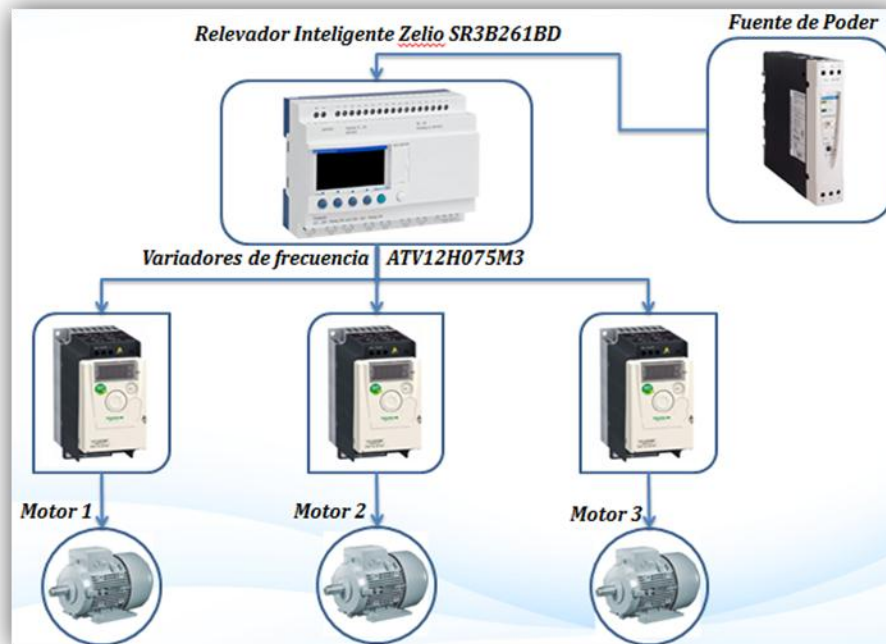 Relevador Inteligente Zelio SR3B261BD
Fuente de Poder
Variadores de frecuencia ATV12H075M3
Motor 1
Motor 2
Motor 3